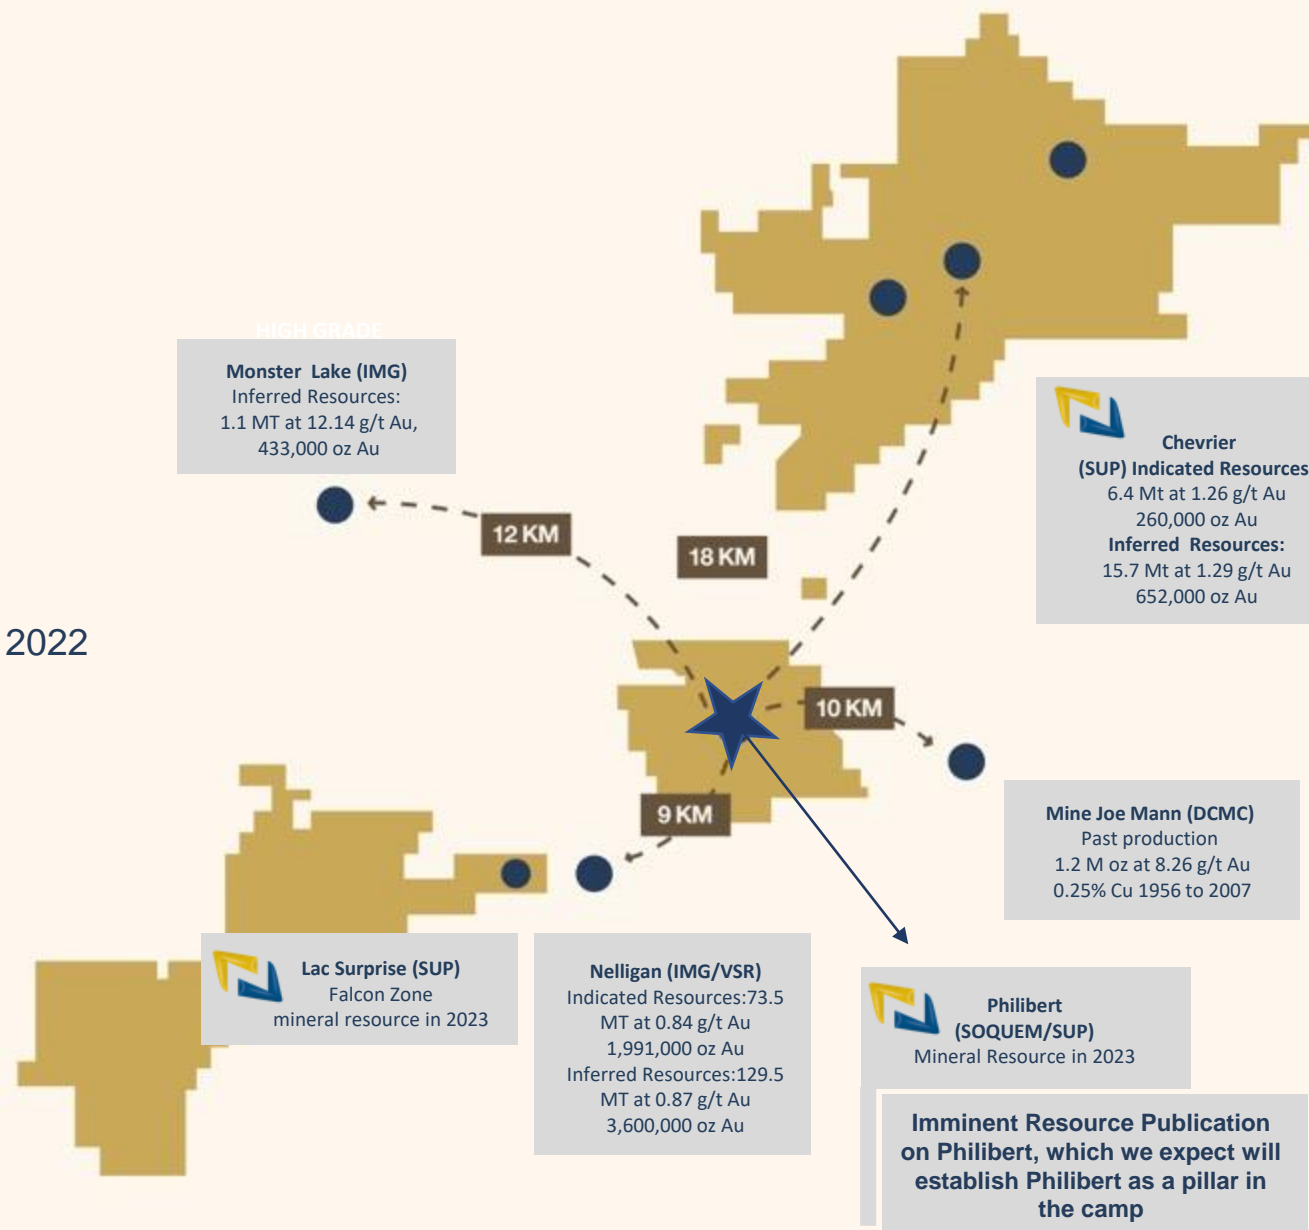 HIGH GRADE
Monster Lake (IMG)
Inferred Resources:
1.1 MT at 12.14 g/t Au,
433,000 oz Au
12 KM
18 KM
Chevrier
(SUP) Indicated Resources
6.4 Mt at 1.26 g/t Au
260,000 oz Au
Inferred Resources:
15.7 Mt at 1.29 g/t Au
652,000 oz Au
2022
10 KM
9 KM
Mine Joe Mann (DCMC)
Past production
1.2 M oz at 8.26 g/t Au
0.25% Cu 1956 to 2007
Lac Surprise (SUP)
Falcon Zone
mineral resource in 2023
Nelligan (IMG/VSR)
Indicated Resources:73.5
MT at 0.84 g/t Au
1,991,000 oz Au
Inferred Resources:129.5
MT at 0.87 g/t Au
3,600,000 oz Au
Philibert
(SOQUEM/SUP)
Mineral Resource in 2023
Imminent Resource Publication
on Philibert, which we expect will
establish Philibert as a pillar in
the camp